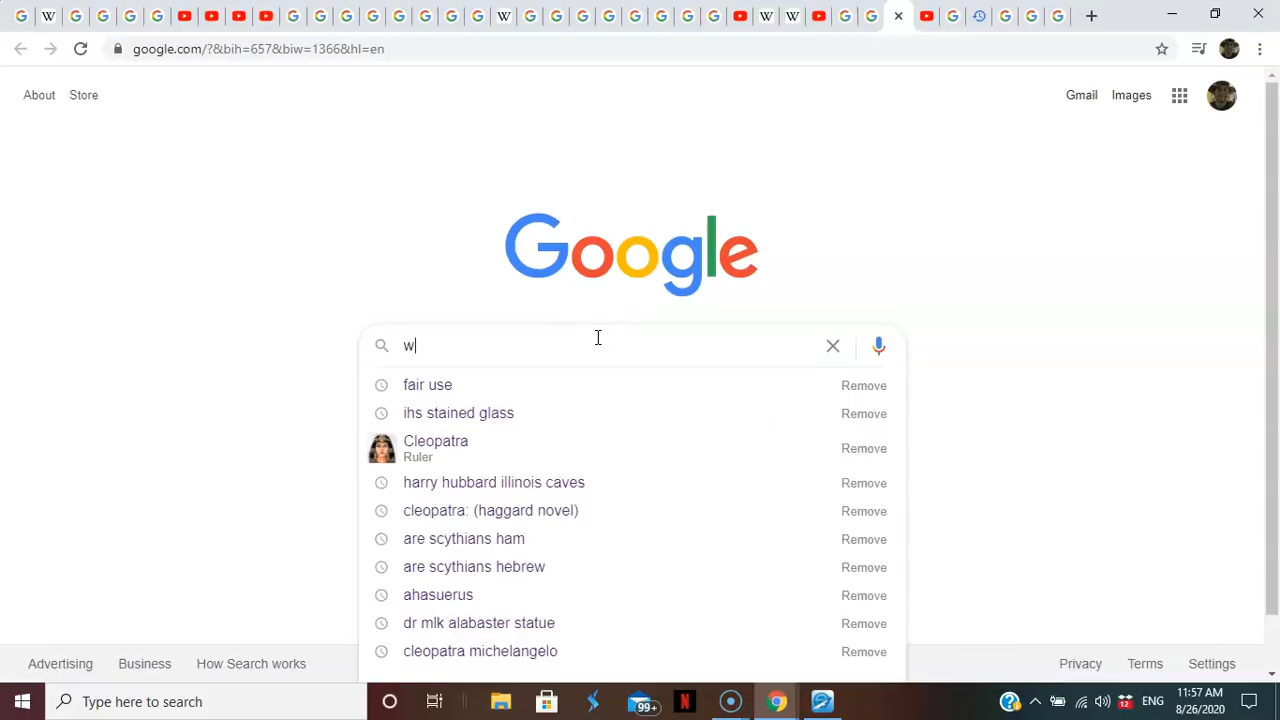 google.com/?&bih=657&biw=1366&hl=en
About Store Gmail Images
Google
w
fair use Remove
ihs stained glass Remove
Cleopatra
Ruler Remove
harry hubbard illinois caves Remove
cleopatra: (haggard novel) Remove
are scythians ham Remove
are scythians hebrew Remove
ahasuerus Remove
dr mlk alabaster statue Remove
cleopatra michelangelo Remove
Advertising Business How Search works Privacy Terms Settings
Type here to search 99+ N 12 ENG 11:57 AM
8/26/2020